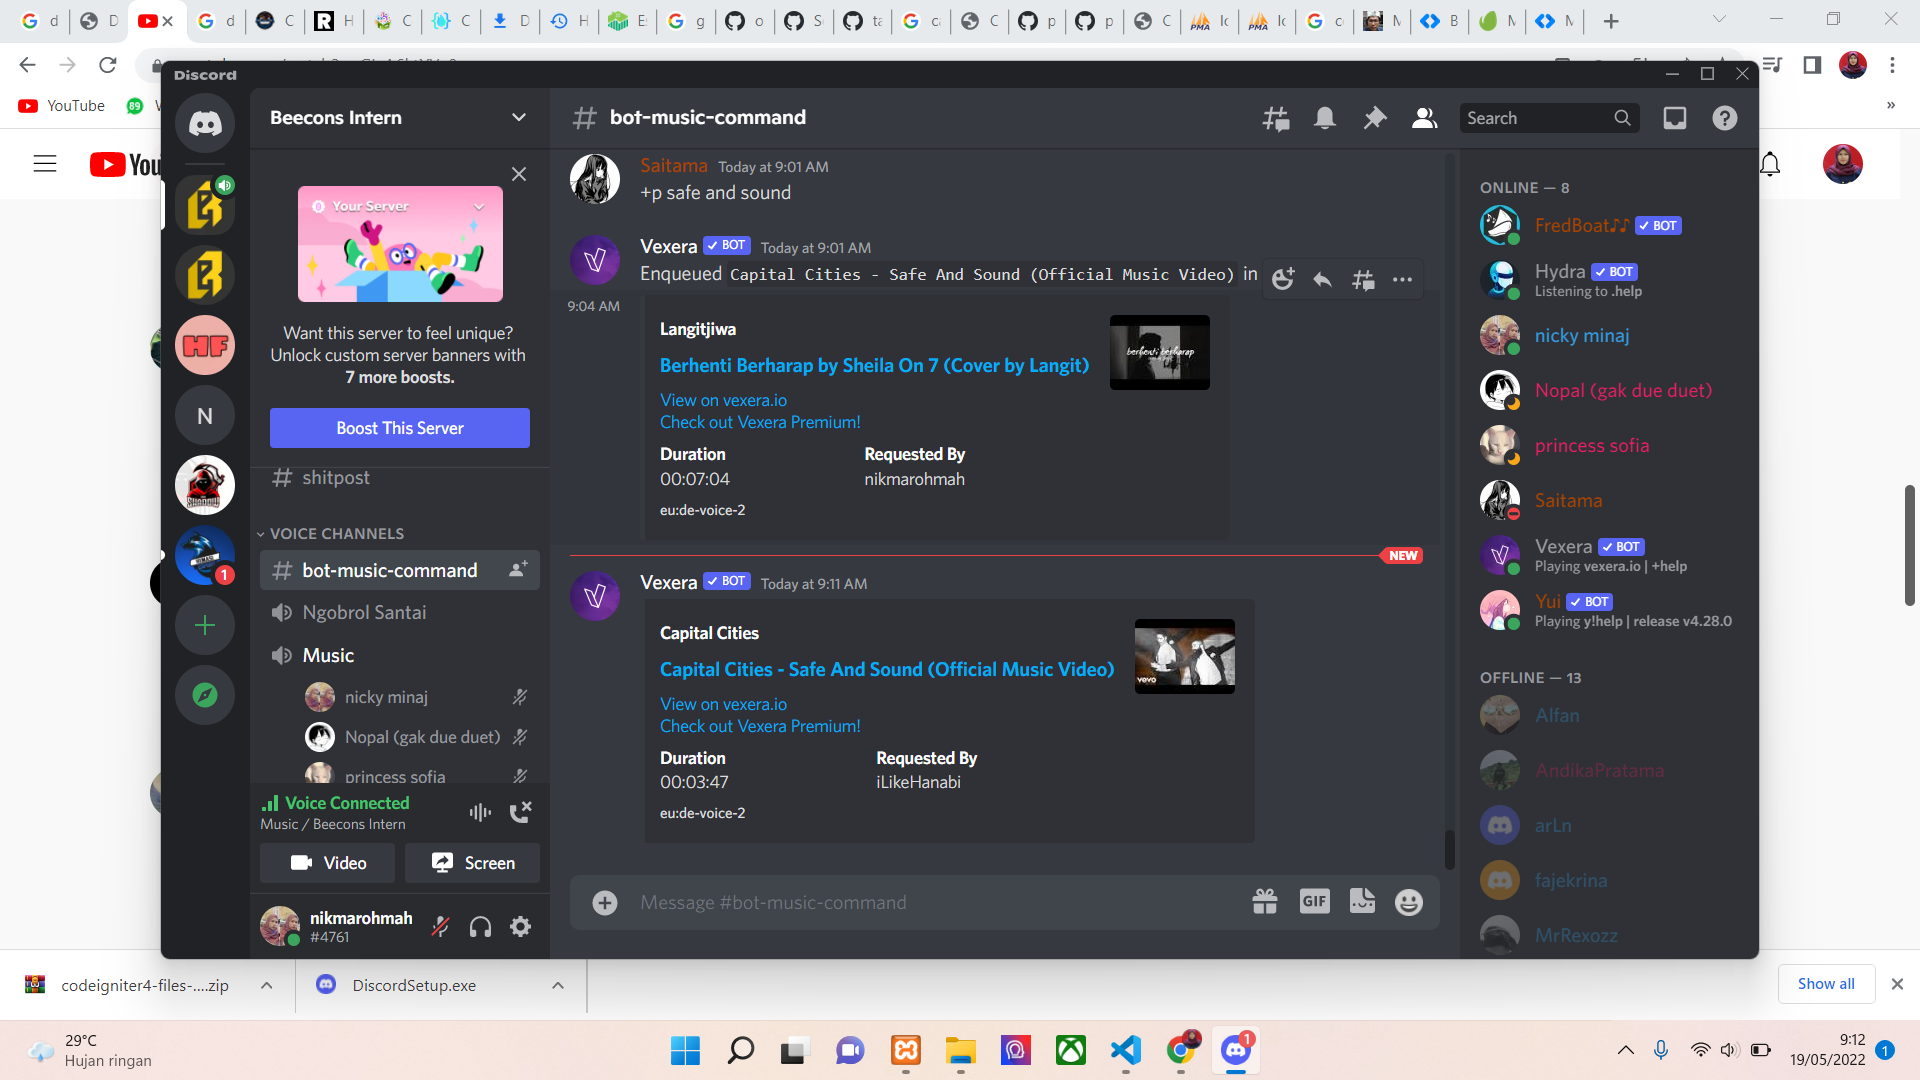 YouTube
Discord
Beecons Intern
Your Server
Want this server to feel unique?
Unlock custom server banners with
7 more boosts.
Boost This Server
shitpost
VOICE CHANNELS
bot-music-command
Ngobrol Santai
Music
nicky minaj
Nopal (gak due duet)
princess sofia
Voice Connected
Music / Beecons Intern
Video
Screen
nikmarohmah
#4761
HF
N
1
bot-music-command
Search
Saitama Today at 9:01 AM
+p safe and sound
Vexera BOT Today at 9:01 AM
Enqueued Capital Cities - Safe And Sound (Official Music Video) in
9:04 AM
Langitjiwa
Berhenti Berharap by Sheila On 7 (Cover by Langit)
berhenti berharap
View on vexera.io
Check out Vexera Premium!
Duration
Requested By
00:07:04
nikmarohmah
eu:de-voice-2
NEW
Vexera BOT Today at 9:11 AM
Capital Cities
Capital Cities - Safe And Sound (Official Music Video)
vevo
View on vexera.io
Check out Vexera Premium!
Duration
Requested By
00:03:47
iLikeHanabi
eu:de-voice-2
Message #bot-music-command
GIF
ONLINE — 8
FredBoat♪♪ BOT
Hydra BOT
Listening to .help
nicky minaj
Nopal (gak due duet)
princess sofia
Saitama
Vexera BOT
Playing vexera.io | +help
Yui BOT
Playing y!help | release v4.28.0
OFFLINE — 13
Alfan
AndikaPratama
arLn
fajekrina
MrRexozz
codeigniter4-files-....zip
DiscordSetup.exe
Show all
29°C
Hujan ringan
1
9:12
19/05/2022
1